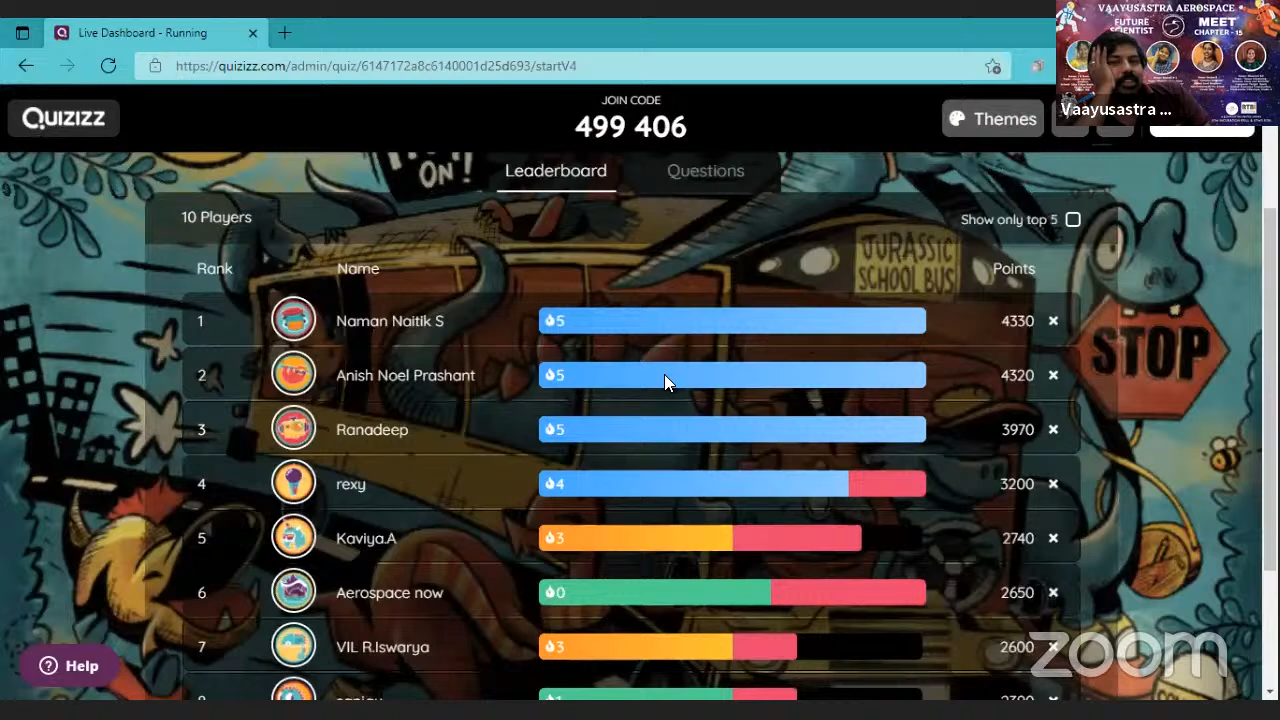 Live Dashboard - Running
https://quizizz.com/admin/quiz/6147172a8c6140001d25d693/startV4
VAAYUSASTRA AEROSPACE
FUTURE SCIENTIST
MEET
CHAPTER - 15
Vaayusastra ...
Quizizz
JOIN CODE
499 406
Themes
ON!
Leaderboard
Questions
10 Players
Show only top 5
JURASSIC
SCHOOL BUS
Rank
Name
Points
1 Naman Naitik S 5 4330
2 Anish Noel Prashant 5 4320
3 Ranadeep 5 3970
4 rexy 4 3200
5 Kaviya.A 3 2740
6 Aerospace now 0 2650
7 VIL R.Iswarya 3 2600
STOP
Help
zoom